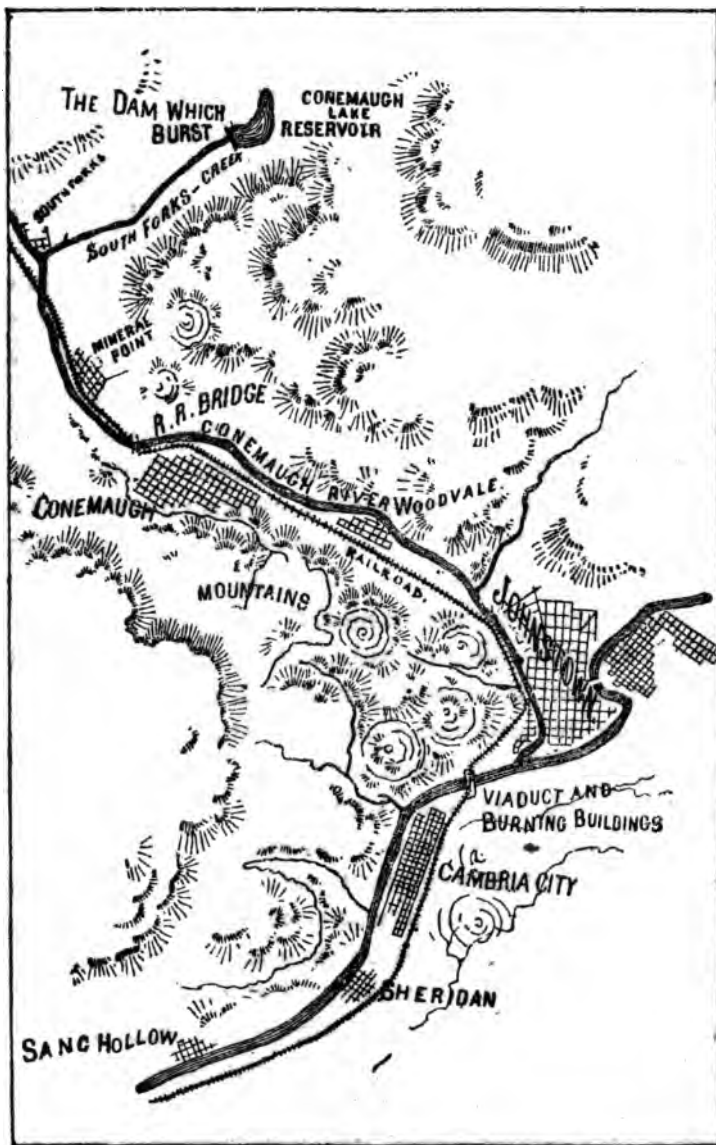 THE DAM WHICH
BURST
CONEMAUGH
LAKE
RESERVOIR
SOUTH FORKS
SOUTH FORKS-CREEK
MINERAL
POINT
R.R. BRIDGE
CONEMAUGH RIVER
WOODVALE.
CONEMAUGH
RAILROAD.
MOUNTAINS
JOHNSTOWN
VIADUCT AND
BURNING BUILDINGS
a
CAMBRIA CITY
SHERIDAN
SANG HOLLOW